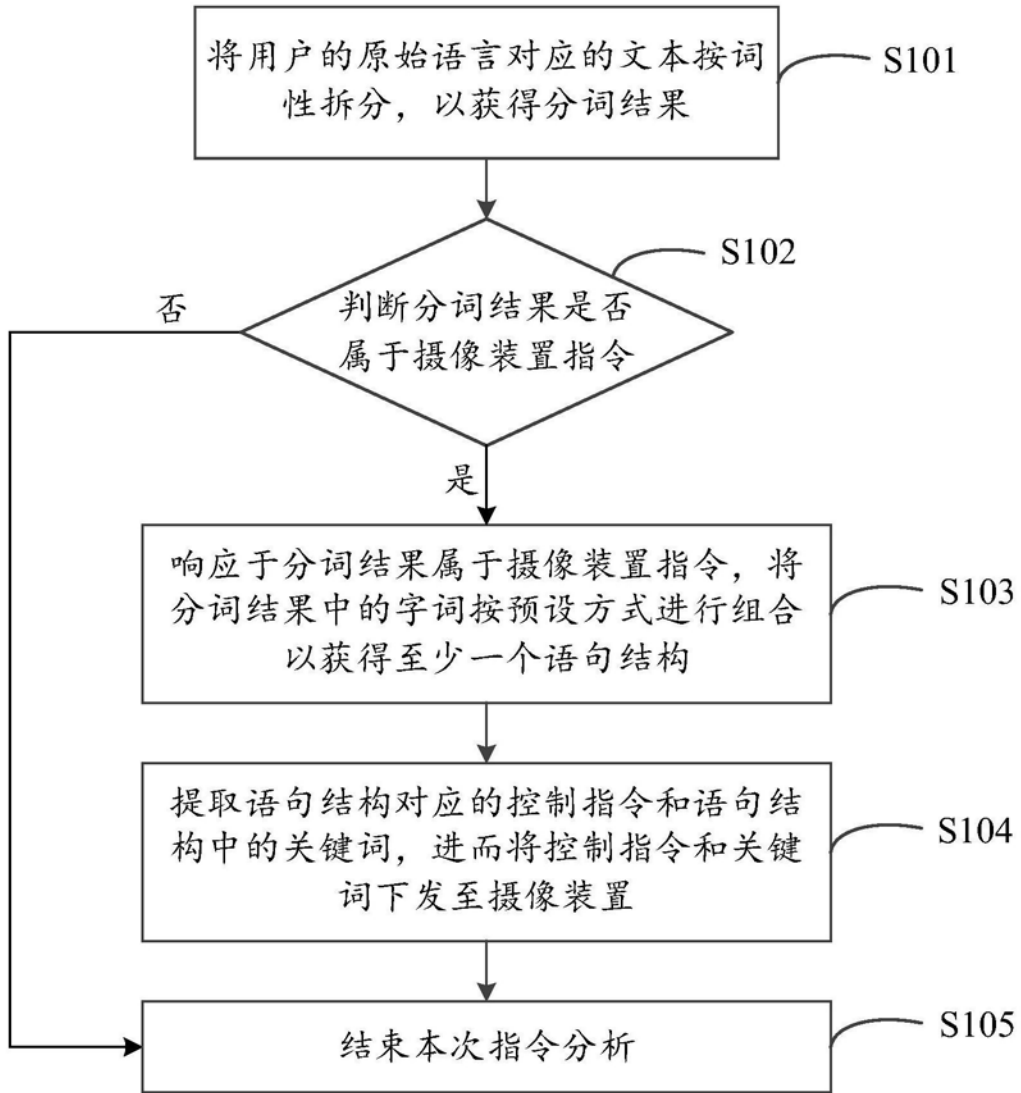 将用户的原始语言对应的文本按词
性拆分，以获得分词结果
S101
S102
判断分词结果是否
属于摄像装置指令
否
是
响应于分词结果属于摄像装置指令，将
分词结果中的字词按预设方式进行组合
以获得至少一个语句结构
S103
提取语句结构对应的控制指令和语句结
构中的关键词，进而将控制指令和关键
词下发至摄像装置
S104
结束本次指令分析
S105